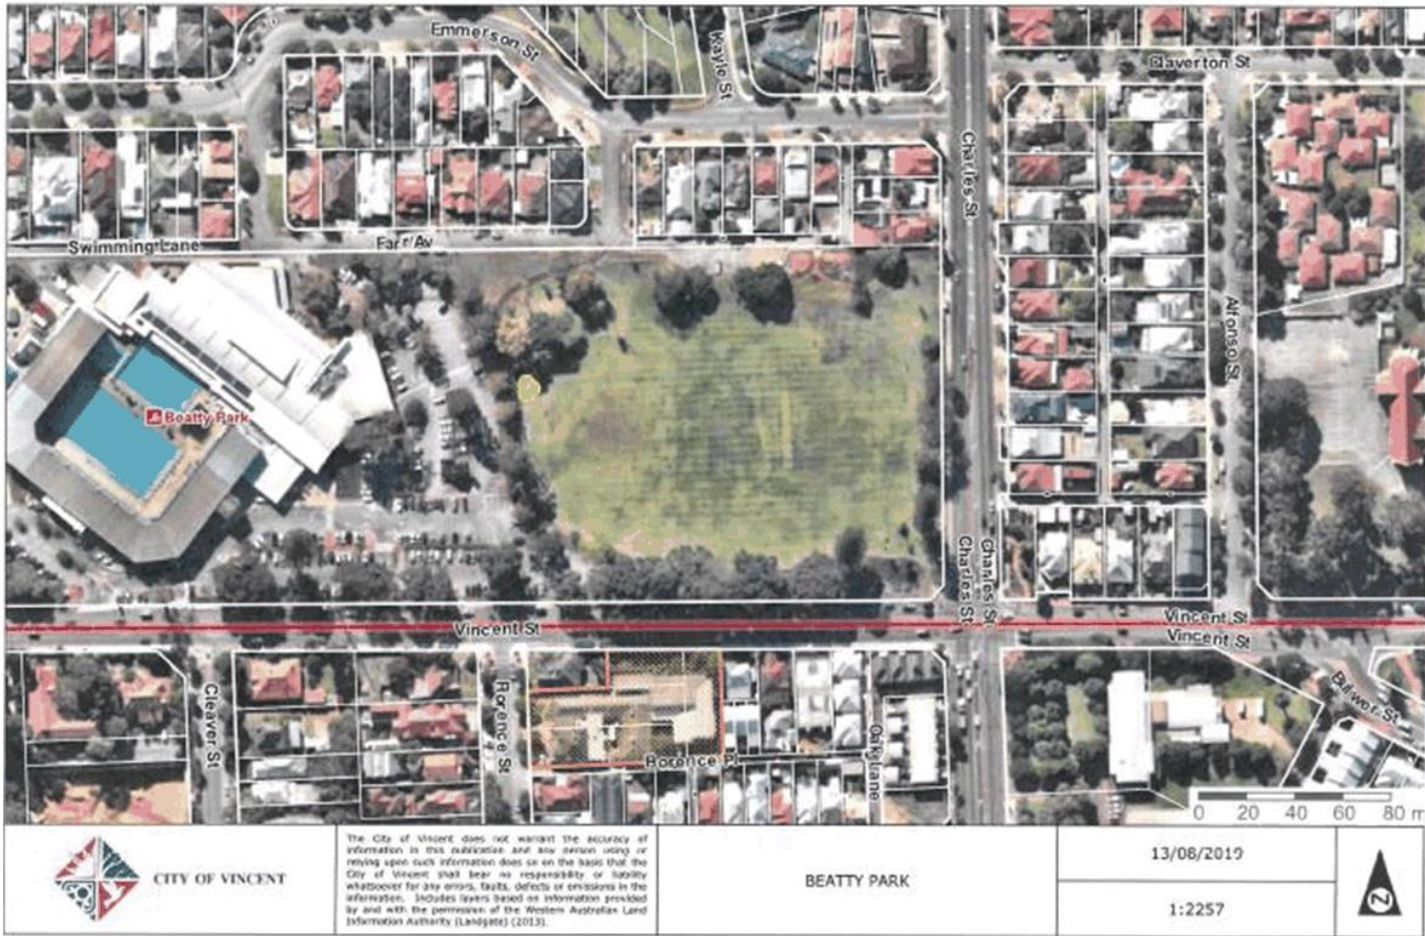 Emmerson St
Kayle St
Claverton St
Charles St
Swimming Lane
Farr Av
Alfonso St
Beatty Park
Charles St
Charles St
Vincent St
Vincent St
Vincent St
Cleaver St
Florence St
Florence Pl
Bulwer St
0 20 40 60 80 m
CITY OF VINCENT
The City of Vincent does not warrant the accuracy of
information in this publication and any person using or
relying upon such information does so on the basis that the
City of Vincent shall bear no responsibility or liability
whatsoever for any errors, faults, defects or omissions in the
information. Includes layers based on information provided
by and with the permission of the Western Australian Land
Information Authority (Landgate) (2013).
BEATTY PARK
13/08/2019
1:2257
N